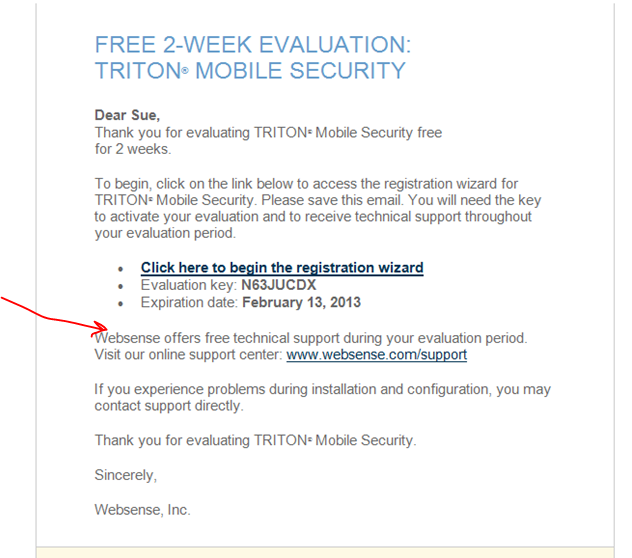 FREE 2-WEEK EVALUATION:
TRITON® MOBILE SECURITY
Dear Sue,
Thank you for evaluating TRITON® Mobile Security free
for 2 weeks.
To begin, click on the link below to access the registration wizard for
TRITON® Mobile Security. Please save this email. You will need the key
to activate your evaluation and to receive technical support throughout
your evaluation period.
• Click here to begin the registration wizard
• Evaluation key: N63JUCDX
• Expiration date: February 13, 2013
Websense offers free technical support during your evaluation period.
Visit our online support center: www.websense.com/support
If you experience problems during installation and configuration, you may
contact support directly.
Thank you for evaluating TRITON® Mobile Security.
Sincerely,
Websense, Inc.